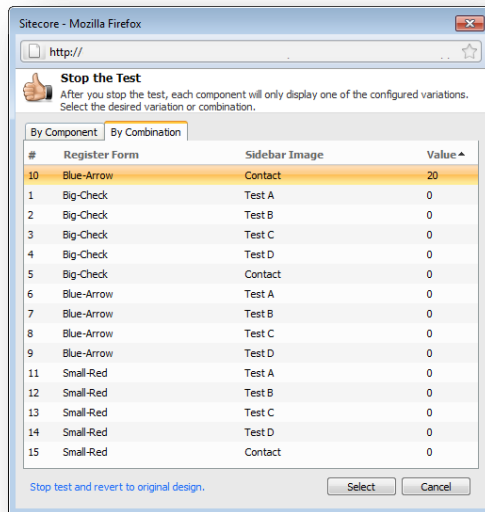 Sitecore - Mozilla Firefox
http://
Stop the Test
After you stop the test, each component will only display one of the configured variations.
Select the desired variation or combination.
By Component By Combination
# Register Form Sidebar Image Value
10 Blue-Arrow Contact 20
1 Big-Check Test A 0
2 Big-Check Test B 0
3 Big-Check Test C 0
4 Big-Check Test D 0
5 Big-Check Contact 0
6 Blue-Arrow Test A 0
7 Blue-Arrow Test B 0
8 Blue-Arrow Test C 0
9 Blue-Arrow Test D 0
11 Small-Red Test A 0
12 Small-Red Test B 0
13 Small-Red Test C 0
14 Small-Red Test D 0
15 Small-Red Contact 0
Stop test and revert to original design. Select Cancel